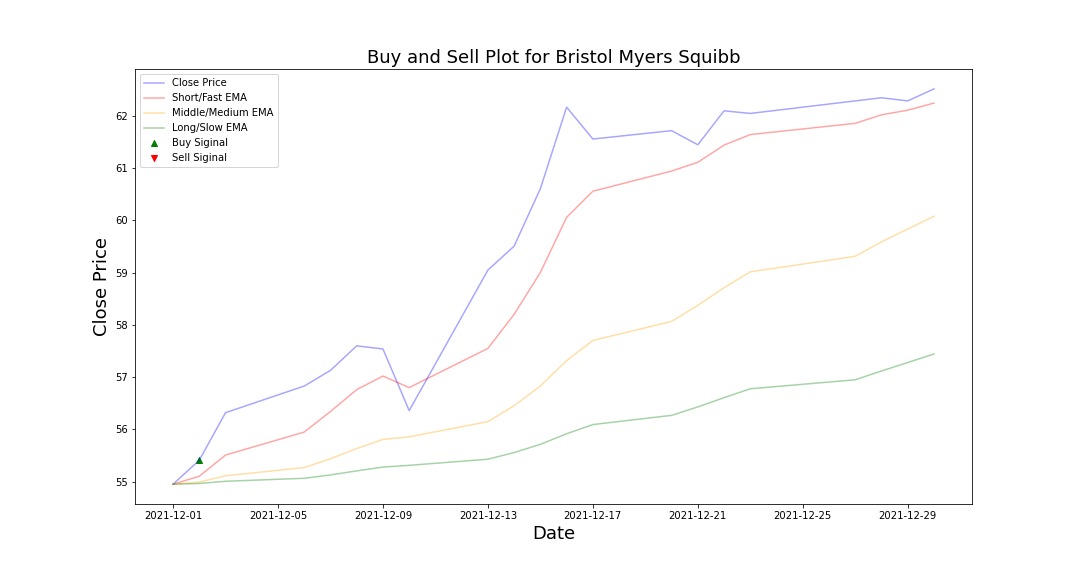 Buy and Sell Plot for Bristol Myers Squibb
Close Price
Short/Fast EMA
Middle/Medium EMA
Long/Slow EMA
Buy Siginal
Sell Siginal
Close Price
62
61
60
59
58
57
56
55
2021-12-01 2021-12-05 2021-12-09 2021-12-13 2021-12-17 2021-12-21 2021-12-25 2021-12-29
Date